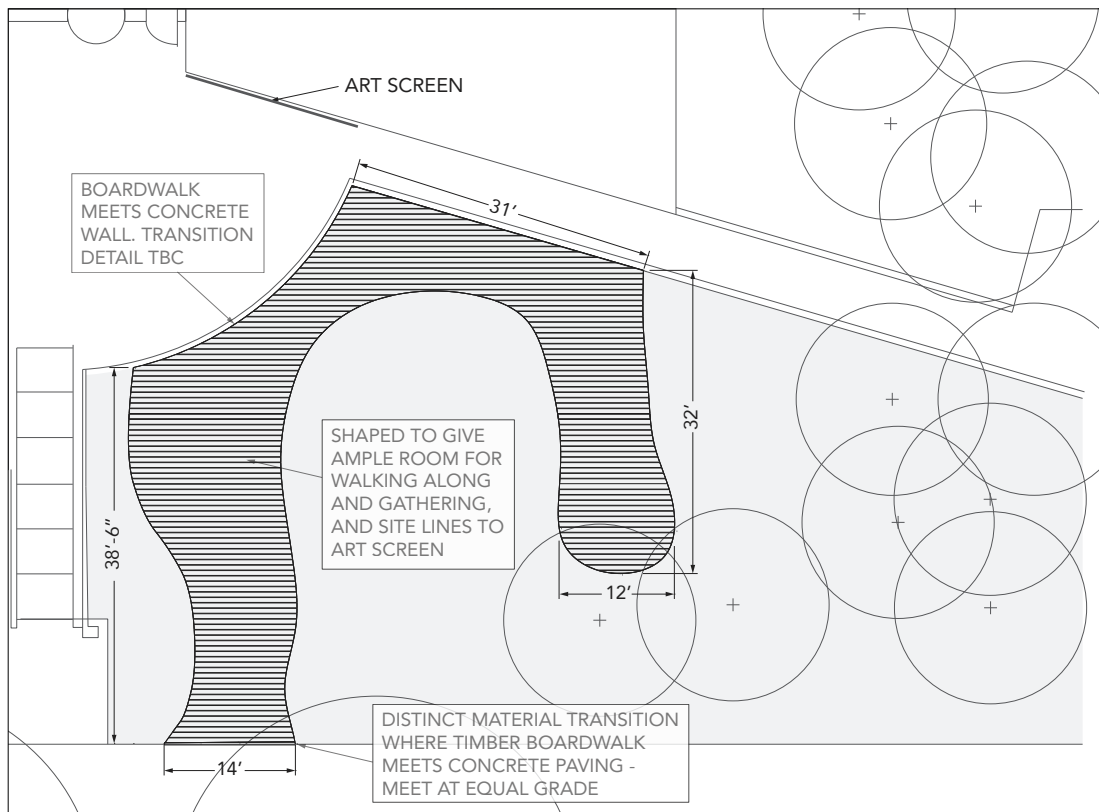 ART SCREEN
BOARDWALK
MEETS CONCRETE
WALL. TRANSITION
DETAIL TBC
31'
32'
SHAPED TO GIVE
AMPLE ROOM FOR
WALKING ALONG
AND GATHERING,
AND SITE LINES TO
ART SCREEN
38'-6"
12'
DISTINCT MATERIAL TRANSITION
WHERE TIMBER BOARDWALK
MEETS CONCRETE PAVING -
MEET AT EQUAL GRADE
14'